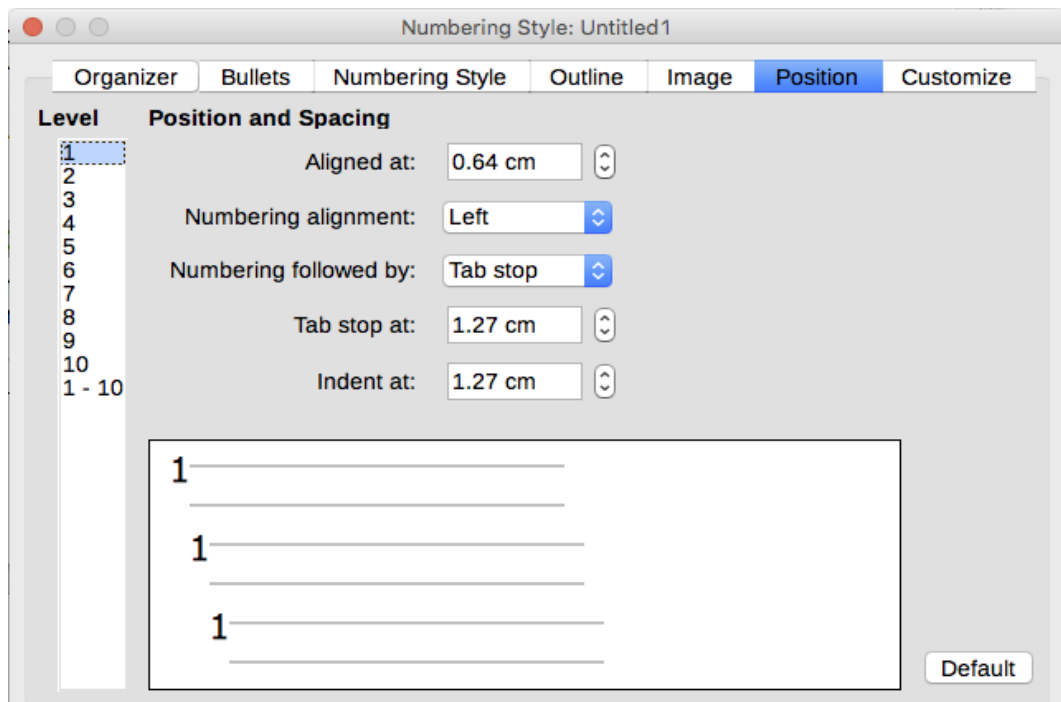 Numbering Style: Untitled1
Organizer Bullets Numbering Style Outline Image Position Customize
Level Position and Spacing
1
2
3
4
5
6
7
8
9
10
1 - 10
Aligned at: 0.64 cm
Numbering alignment: Left
Numbering followed by: Tab stop
Tab stop at: 1.27 cm
Indent at: 1.27 cm
1
1
1
Default